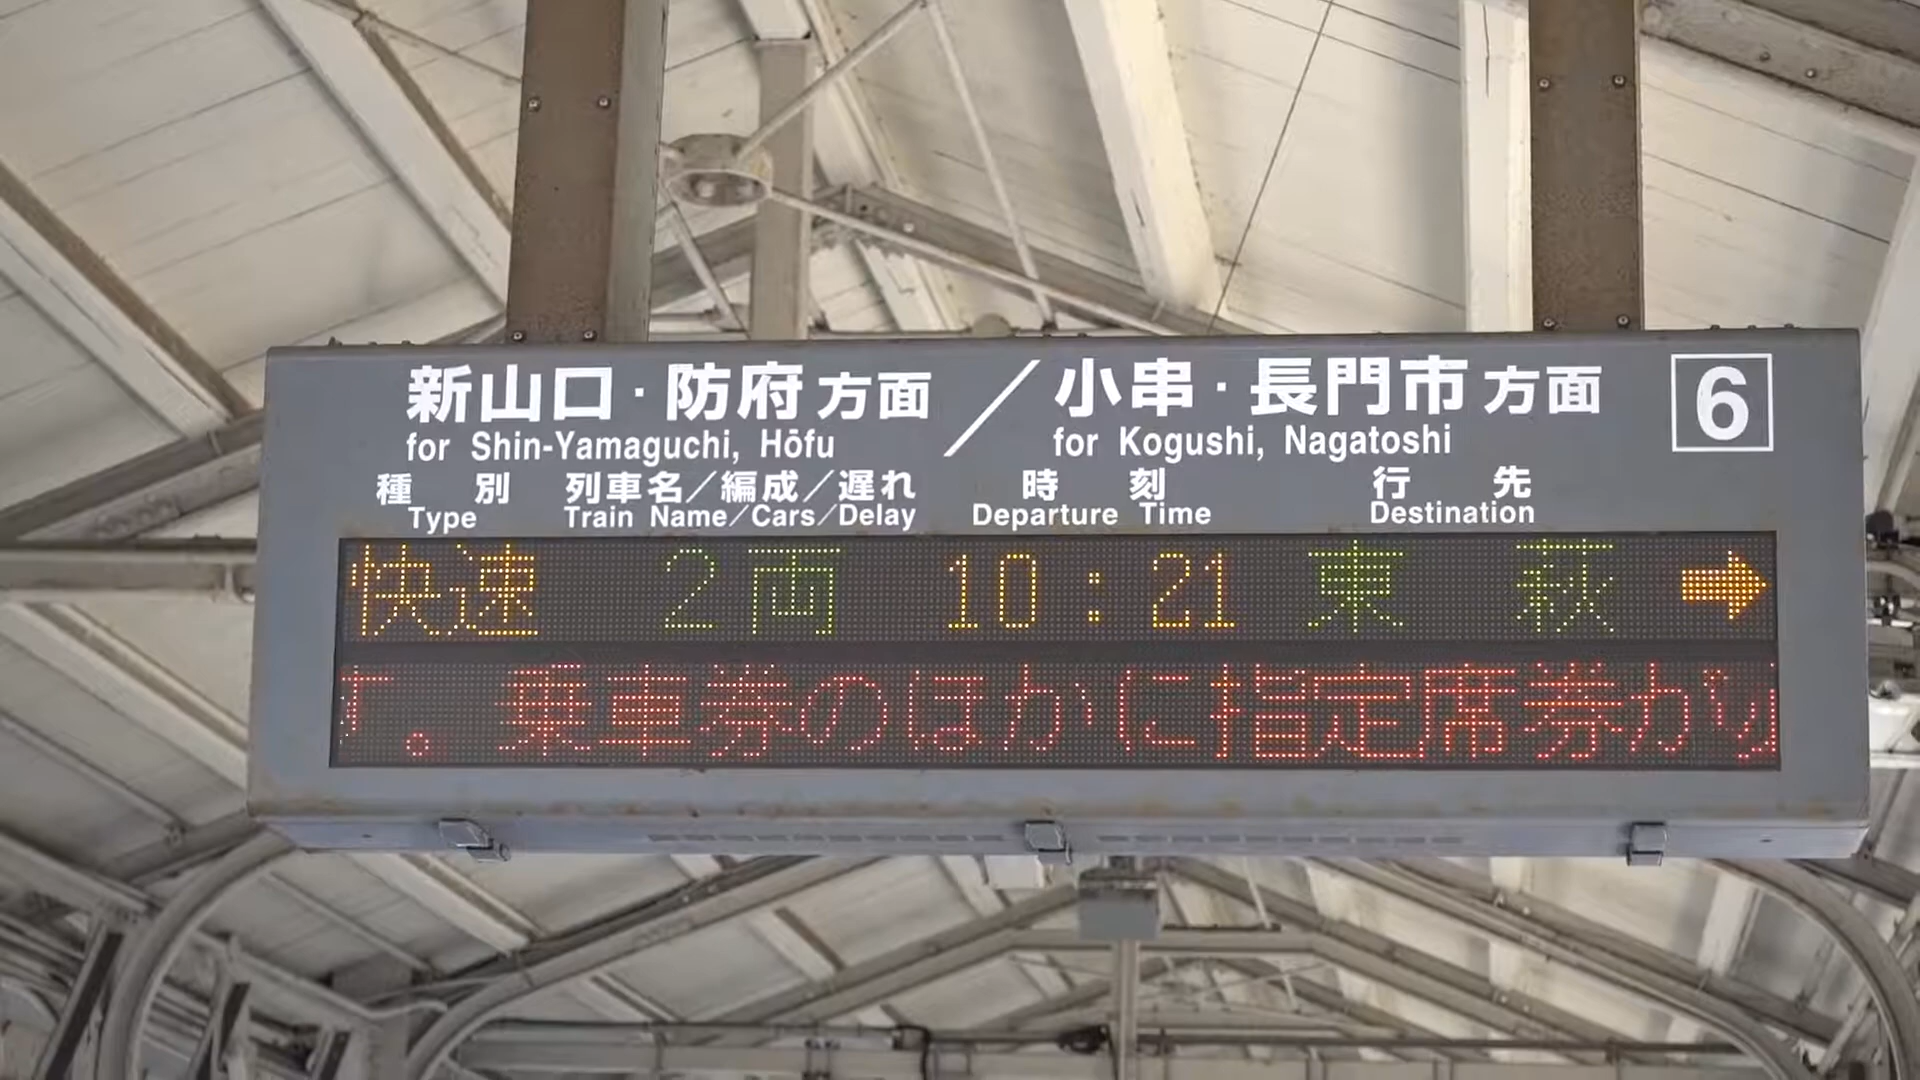 新山口・防府方面／小串・長門市方面 6
for Shin-Yamaguchi, Hōfu for Kogushi, Nagatoshi
種別 列車名／編成／遅れ 時刻 行先
Type Train Name／Cars／Delay Departure Time Destination
快速 2両 10：21 東萩 ➡
す。乗車券のほかに指定席券が